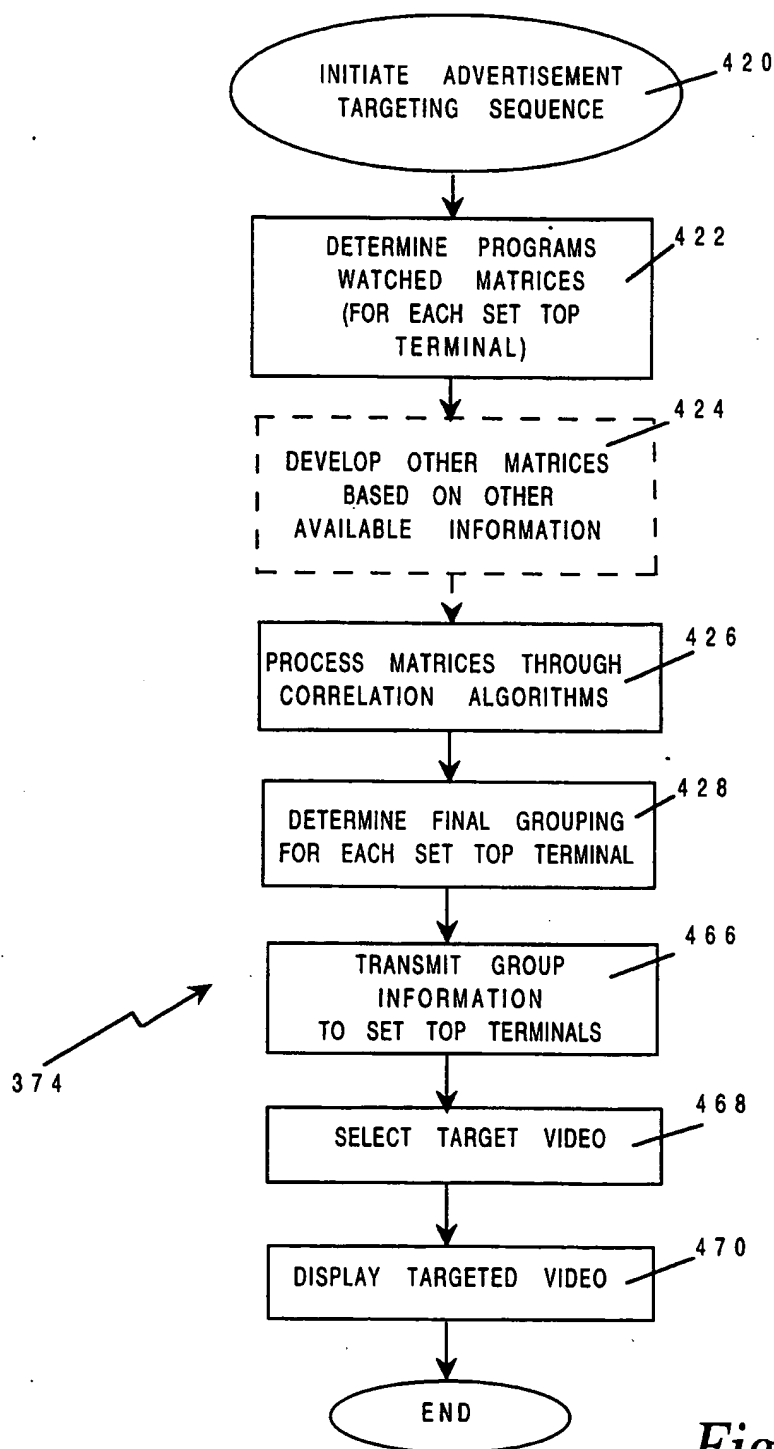 INITIATE ADVERTISEMENT
TARGETING SEQUENCE
420
DETERMINE PROGRAMS
WATCHED MATRICES
(FOR EACH SET TOP
TERMINAL)
422
DEVELOP OTHER MATRICES
BASED ON OTHER
AVAILABLE INFORMATION
424
PROCESS MATRICES THROUGH
CORRELATION ALGORITHMS
426
DETERMINE FINAL GROUPING
FOR EACH SET TOP TERMINAL
428
TRANSMIT GROUP
INFORMATION
TO SET TOP TERMINALS
466
374
SELECT TARGET VIDEO
468
DISPLAY TARGETED VIDEO
470
END
Fig